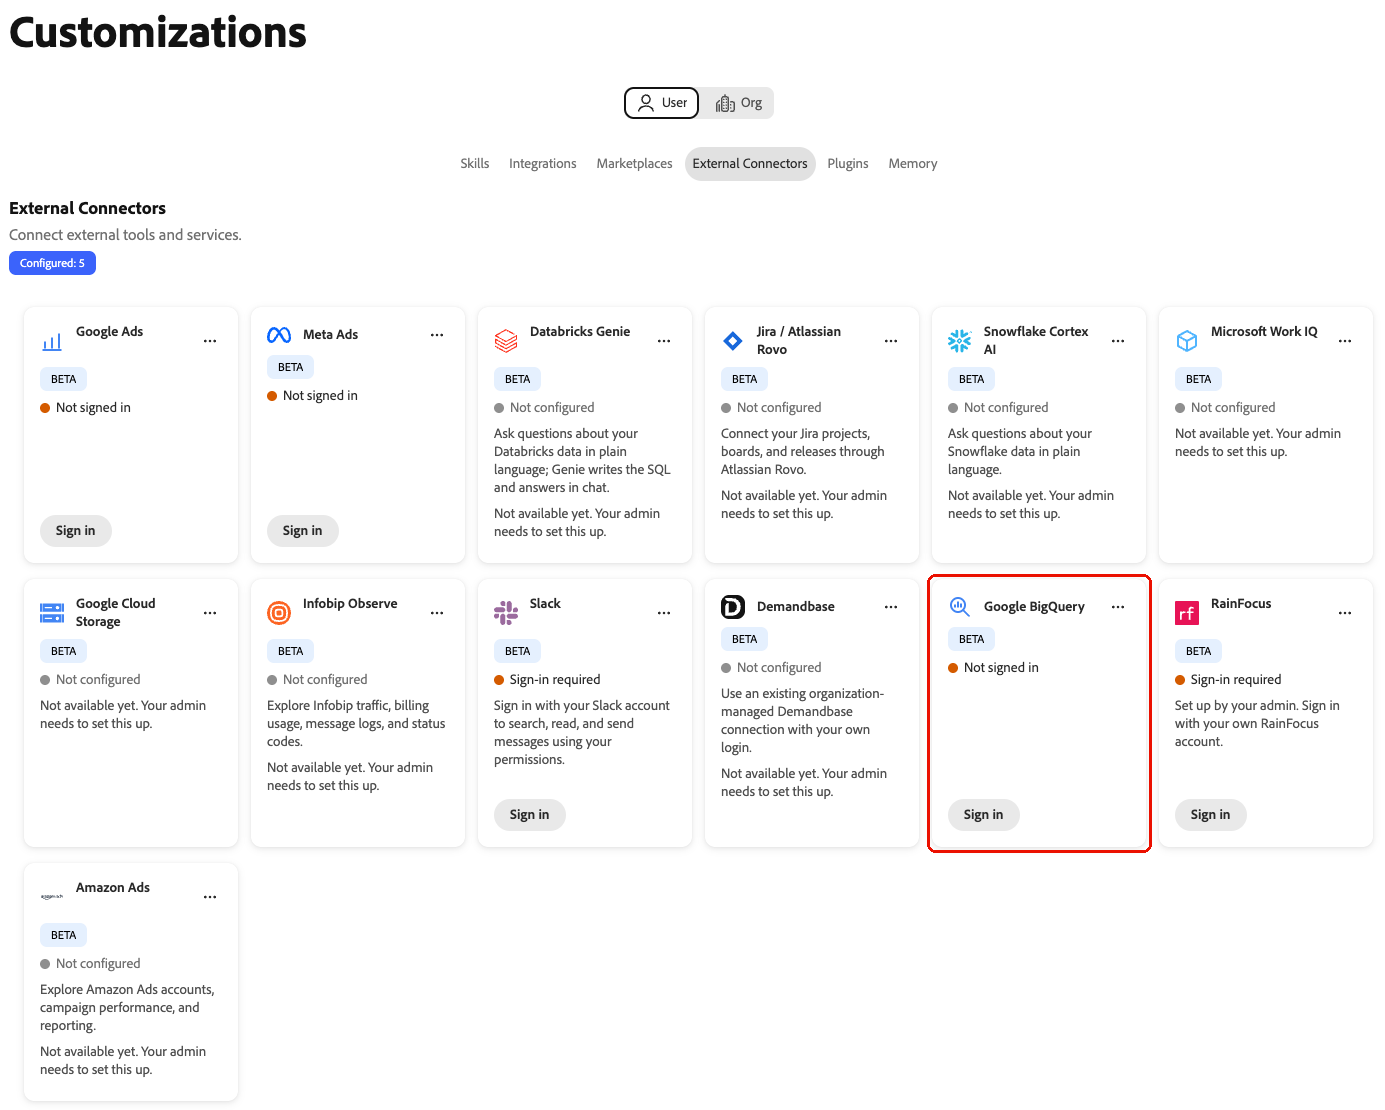 Customizations
User
Org
Skills
Integrations
Marketplaces
External Connectors
Plugins
Memory
External Connectors
Connect external tools and services.
Configured: 5
Google Ads
BETA
Not signed in
Sign in
Meta Ads
BETA
Not signed in
Sign in
Databricks Genie
BETA
Not configured
Ask questions about your
Databricks data in plain
language; Genie writes the SQL
and answers in chat.
Not available yet. Your admin
needs to set this up.
Jira / Atlassian
Rovo
BETA
Not configured
Connect your Jira projects,
boards, and releases through
Atlassian Rovo.
Not available yet. Your admin
needs to set this up.
Snowflake Cortex
AI
BETA
Not configured
Ask questions about your
Snowflake data in plain
language.
Not available yet. Your admin
needs to set this up.
Microsoft Work IQ
BETA
Not configured
Not available yet. Your admin
needs to set this up.
Google Cloud
Storage
BETA
Not configured
Not available yet. Your admin
needs to set this up.
Infobip Observe
BETA
Not configured
Explore Infobip traffic, billing
usage, message logs, and status
codes.
Not available yet. Your admin
needs to set this up.
Slack
BETA
Sign-in required
Sign in with your Slack account
to search, read, and send
messages using your
permissions.
Sign in
Demandbase
BETA
Not configured
Use an existing organization-
managed Demandbase
connection with your own
login.
Not available yet. Your admin
needs to set this up.
Google BigQuery
BETA
Not signed in
Sign in
rf
RainFocus
BETA
Sign-in required
Set up by your admin. Sign in
with your own RainFocus
account.
Sign in
Amazon Ads
BETA
Not configured
Explore Amazon Ads accounts,
campaign performance, and
reporting.
Not available yet. Your admin
needs to set this up.